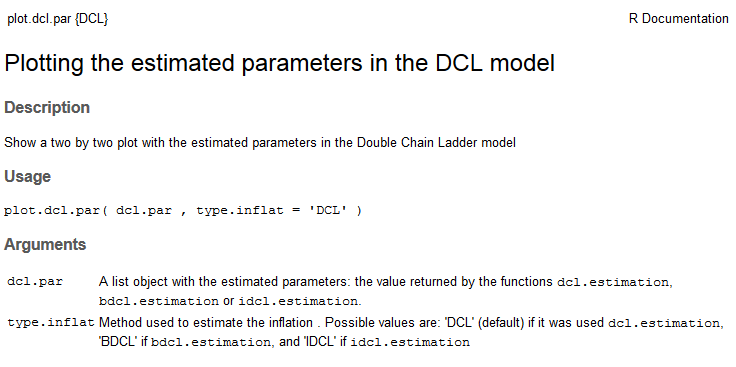 plot.dcl.par {DCL} R Documentation
Plotting the estimated parameters in the DCL model
Description
Show a two by two plot with the estimated parameters in the Double Chain Ladder model
Usage
plot.dcl.par( dcl.par , type.inflat = 'DCL' )
Arguments
dcl.par A list object with the estimated parameters: the value returned by the functions dcl.estimation,
bdcl.estimation or idcl.estimation.
type.inflat Method used to estimate the inflation . Possible values are: 'DCL' (default) if it was used dcl.estimation,
'BDCL' if bdcl.estimation, and 'IDCL' if idcl.estimation